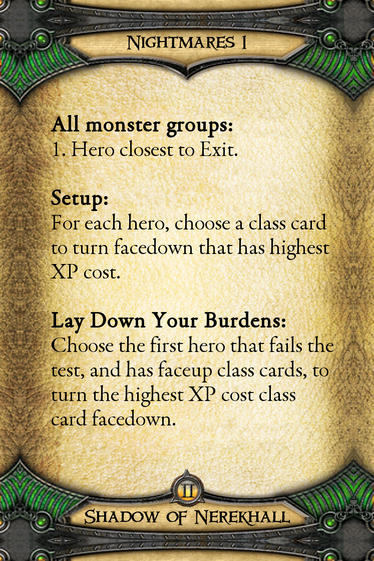 Nightmares I
All monster groups:
1. Hero closest to Exit.
Setup:
For each hero, choose a class card
to turn facedown that has highest
XP cost.
Lay Down Your Burdens:
Choose the first hero that fails the
test, and has faceup class cards, to
turn the highest XP cost class
card facedown.
II
Shadow of Nerekhall